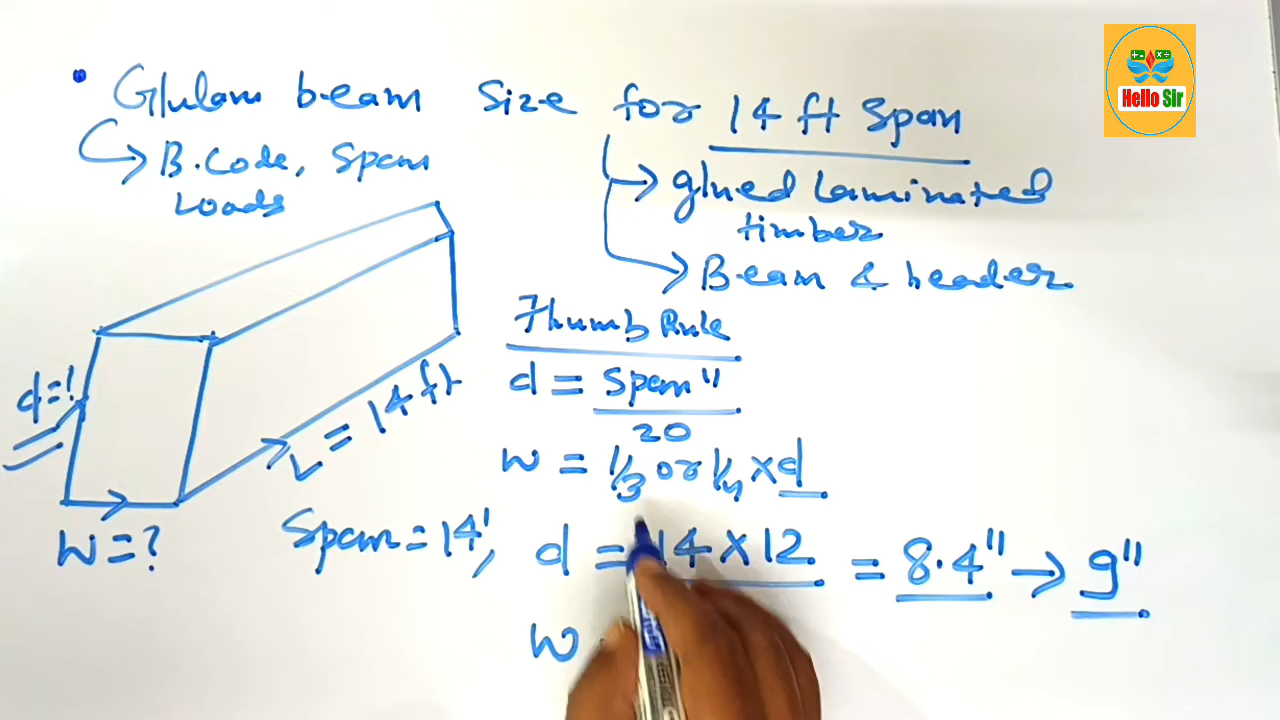 • Glulam beam size for 14 ft span
→ B.Code, Span
Loads
→ glued laminated
timber
→ Beam & header
Thumb Rule
d = Span"
20
w = 1/3 or 1/4 × d
d = ?
L = 14 ft
W = ?
Span = 14',
d = 14 × 12
= 8.4" → 9"
w
Hello Sir